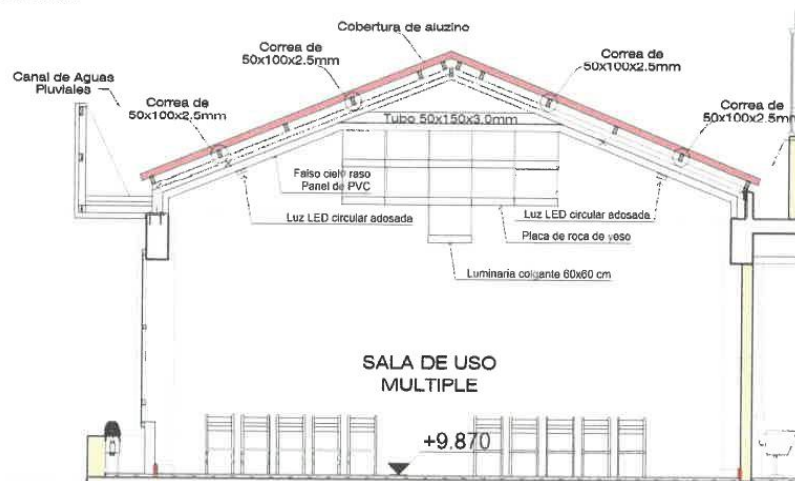 Cobertura de aluzino
Correa de
50x100x2.5mm
Correa de
50x100x2.5mm
Canal de Aguas
Pluviales
Correa de
50x100x2.5mm
Correa de
50x100x2.5mm
Tubo 50x150x3.0mm
Falso cielo raso
Panel de PVC
Luz LED circular adosada
Luz LED circular adosada
Placa de roca de yeso
Luminaria colgante 60x60 cm
SALA DE USO
MULTIPLE
+9.870